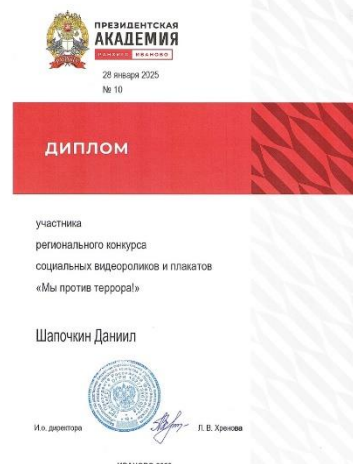 ПРЕЗИДЕНТСКАЯ
АКАДЕМИЯ
РАНХИГС ИВАНОВО
28 января 2025
№ 10
ДИПЛОМ
участника
регионального конкурса
социальных видеороликов и плакатов
«Мы против террора!»
Шапочкин Даниил
И.о. директора
Л. В. Хренова